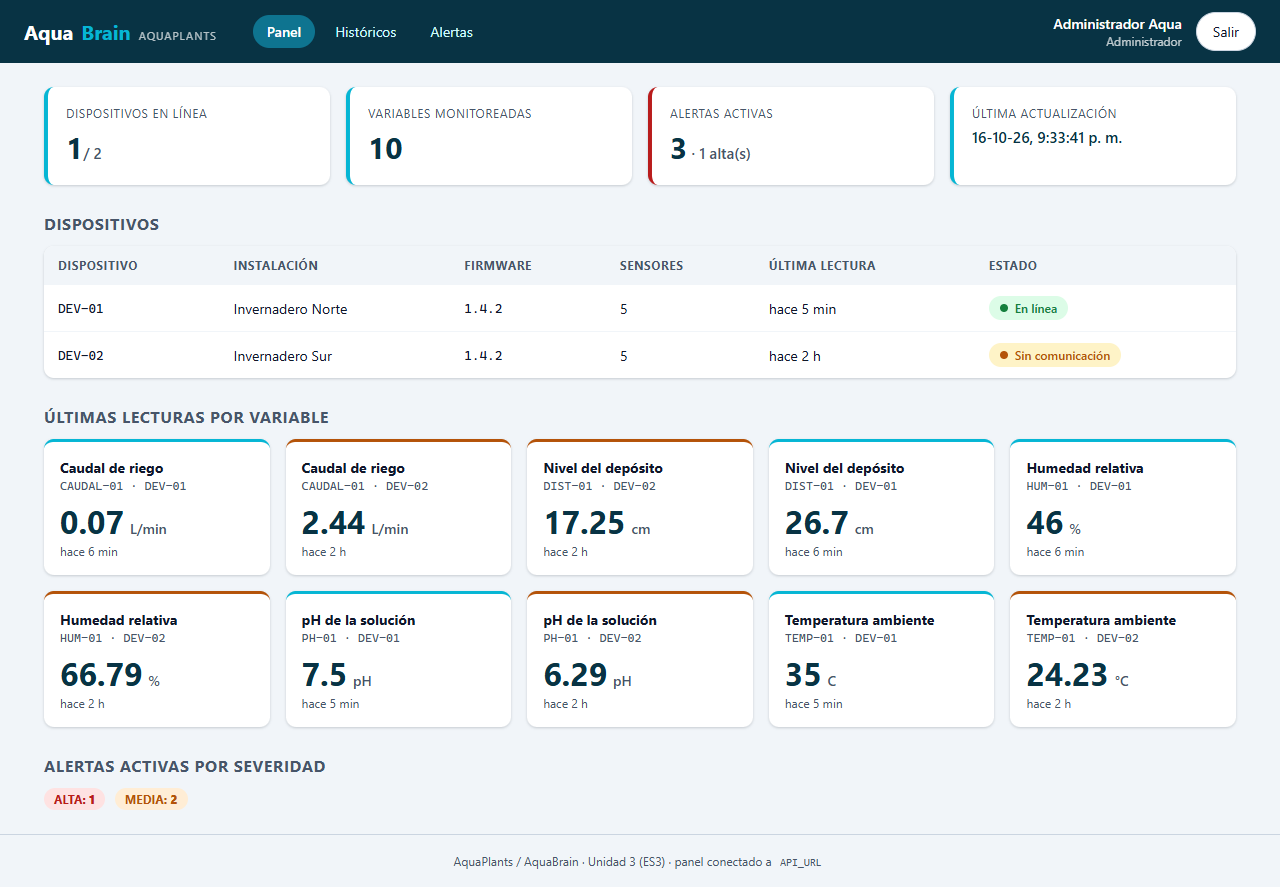 Aqua Brain AQUAPLANTS Panel Históricos Alertas Administrador Aqua Salir
Administrador
DISPOSITIVOS EN LÍNEA
1 / 2
VARIABLES MONITOREADAS
10
ALERTAS ACTIVAS
3 · 1 alta(s)
ÚLTIMA ACTUALIZACIÓN
16-10-26, 9:33:41 p. m.
DISPOSITIVOS
DISPOSITIVO INSTALACIÓN FIRMWARE SENSORES ÚLTIMA LECTURA ESTADO
DEV-01 Invernadero Norte 1.4.2 5 hace 5 min En línea
DEV-02 Invernadero Sur 1.4.2 5 hace 2 h Sin comunicación
ÚLTIMAS LECTURAS POR VARIABLE
Caudal de riego
CAUDAL-01 · DEV-01
0.07 L/min
hace 6 min
Caudal de riego
CAUDAL-01 · DEV-02
2.44 L/min
hace 2 h
Nivel del depósito
DIST-01 · DEV-02
17.25 cm
hace 2 h
Nivel del depósito
DIST-01 · DEV-01
26.7 cm
hace 6 min
Humedad relativa
HUM-01 · DEV-01
46 %
hace 6 min
Humedad relativa
HUM-01 · DEV-02
66.79 %
hace 2 h
pH de la solución
PH-01 · DEV-01
7.5 pH
hace 5 min
pH de la solución
PH-01 · DEV-02
6.29 pH
hace 2 h
Temperatura ambiente
TEMP-01 · DEV-01
35 C
hace 5 min
Temperatura ambiente
TEMP-01 · DEV-02
24.23 °C
hace 2 h
ALERTAS ACTIVAS POR SEVERIDAD
ALTA: 1 MEDIA: 2
AquaPlants / AquaBrain · Unidad 3 (ES3) · panel conectado a API_URL